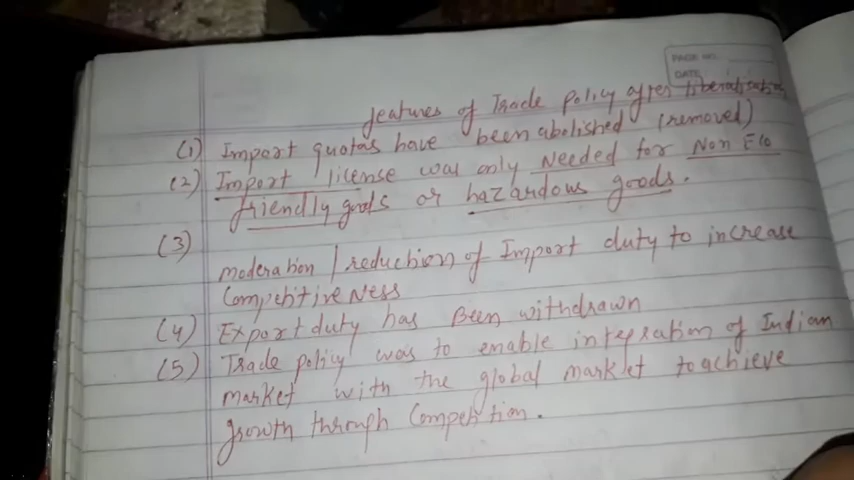 PAGE NO.
DATE
features of Trade policy after liberalisation
(1) Import quotas have been abolished (removed)
(2) Import license was only Needed for Non Eco
friendly goods or hazardous goods.
(3)
moderation / reduction of Import duty to increase
Competitiveness
(4) Export duty has Been withdrawn
(5) Trade policy was to enable integration of Indian
market with the global market to achieve
growth through Competition.